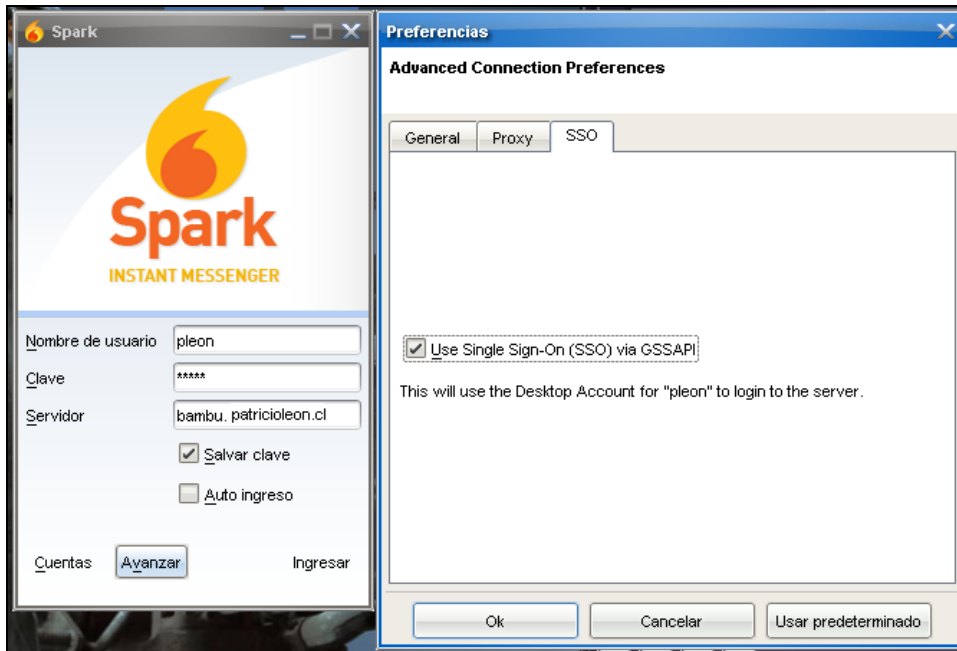 Spark
Spark
INSTANT MESSENGER
Nombre de usuario pleon
Clave *****
Servidor bambu. patricioleon.cl
Salvar clave
Auto ingreso
Cuentas Avanzar Ingresar
Preferencias
Advanced Connection Preferences
General Proxy SSO
Use Single Sign-On (SSO) via GSSAPI
This will use the Desktop Account for "pleon" to login to the server.
Ok Cancelar Usar predeterminado